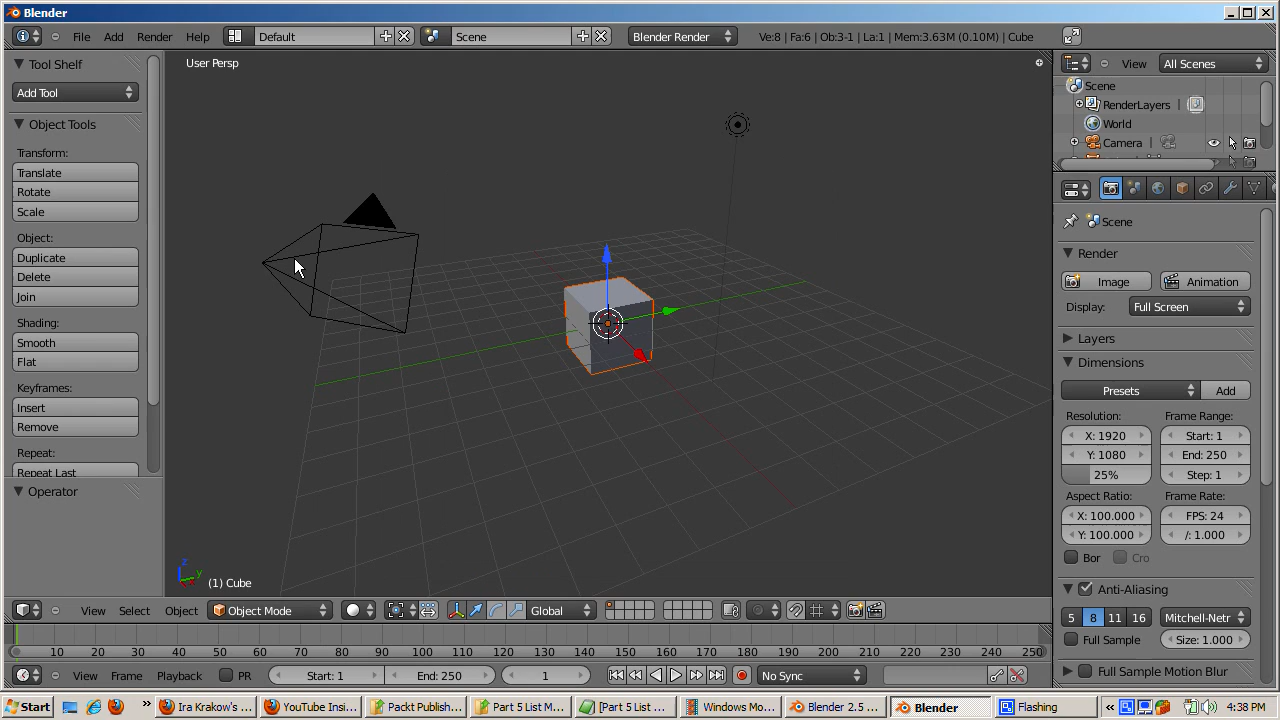 Blender
File Add Render Help Default Scene Blender Render Ve:8 | Fa:6 | Ob:3-1 | La:1 | Mem:3.63M (0.10M) | Cube
Tool Shelf
Add Tool
Object Tools
Transform:
Translate
Rotate
Scale
Object:
Duplicate
Delete
Join
Shading:
Smooth
Flat
Keyframes:
Insert
Remove
Repeat:
Repeat Last
Operator
User Persp
z
y
(1) Cube
View All Scenes
Scene
RenderLayers |
World
Camera |
Scene
Render
Image Animation
Display: Full Screen
Layers
Dimensions
Presets Add
Resolution: Frame Range:
X: 1920 Start: 1
Y: 1080 End: 250
25% Step: 1
Aspect Ratio: Frame Rate:
X: 100.000 FPS: 24
Y: 100.000 /: 1.000
Bor Cro
Anti-Aliasing
5 8 11 16 Mitchell-Netr
Full Sample Size: 1.000
Full Sample Motion Blur
View Select Object Object Mode Global
10 20 30 40 50 60 70 80 90 100 110 120 130 140 150 160 170 180 190 200 210 220 230 240 250
View Frame Playback PR Start: 1 End: 250 1 No Sync
Start » Ira Krakow's ... YouTube Insi... Packt Publish... Part 5 List M... [Part 5 List ... Windows Mo... Blender 2.5 ... Blender Flashing « 4:38 PM